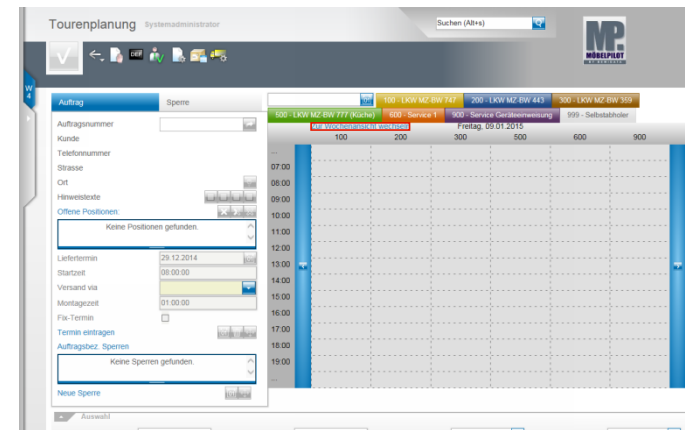 Tourenplanung Systemadministrator
Suchen (Alt+s)
MP
MÖBELPILOT
DEF
W
4
Auftrag Sperre
100 - LKW MZ-BW 747 200 - LKW MZ-BW 443 300 - LKW MZ-BW 359
500 - LKW MZ-BW 777 (Küche) 600 - Service 1 900 - Service Geräteeinweisung 999 - Selbstabholer
zur Wochenansicht wechseln Freitag, 09.01.2015
100 200 300 500 600 900
Auftragsnummer
Kunde
Telefonnummer
Strasse
Ort
Hinweistexte
Offene Positionen:
Keine Positionen gefunden.
Liefertermin 29.12.2014
Startzeit 08:00:00
Versand via
Montagezeit 01:00:00
Fix-Termin
Termin eintragen
Auftragsbez. Sperren
Keine Sperren gefunden.
Neue Sperre
...
07:00
08:00
09:00
10:00
11:00
12:00
13:00
14:00
15:00
16:00
17:00
18:00
19:00
...
Auswahl